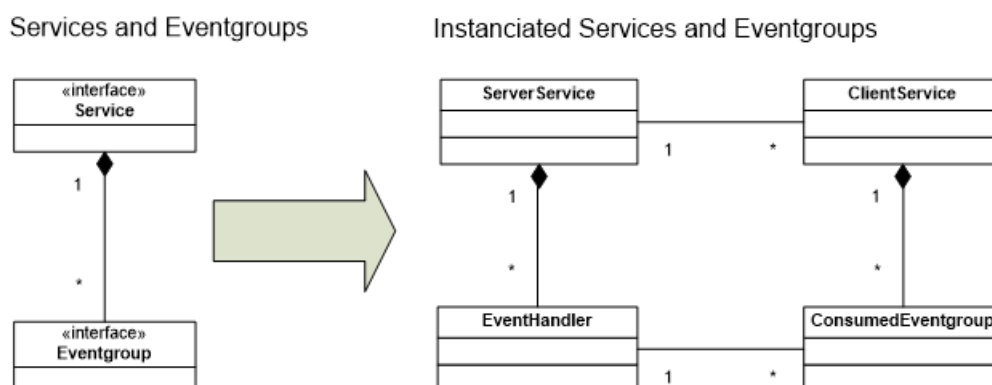 Services and Eventgroups
Instanciated Services and Eventgroups
«interface»
Service
1
*
«interface»
Eventgroup
ServerService
ClientService
1
*
1
1
*
*
EventHandler
ConsumedEventgroup
1
*